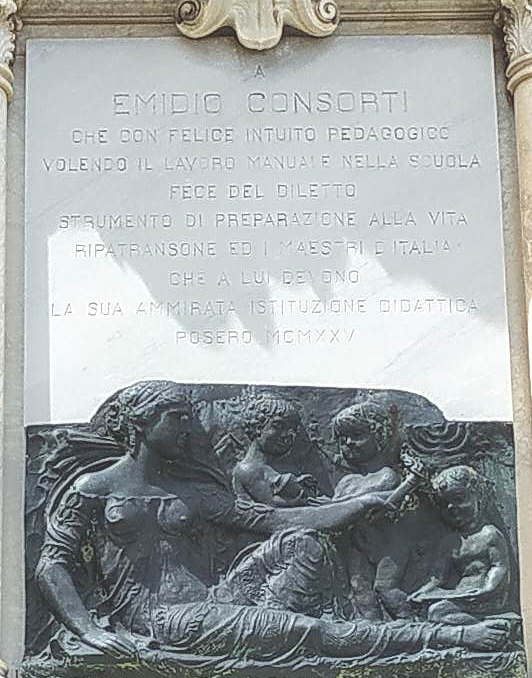 A
EMIDIO CONSORTI
CHE CON FELICE INTUITO PEDAGOGICO
VOLENDO IL LAVORO MANUALE NELLA SCUOLA
FECE DEL DILETTO
STRUMENTO DI PREPARAZIONE ALLA VITA
RIPATRANSONE ED I MAESTRI D'ITALIA
CHE A LUI DEVONO
LA SUA AMMIRATA ISTITUZIONE DIDATTICA
POSERO MCMXXV